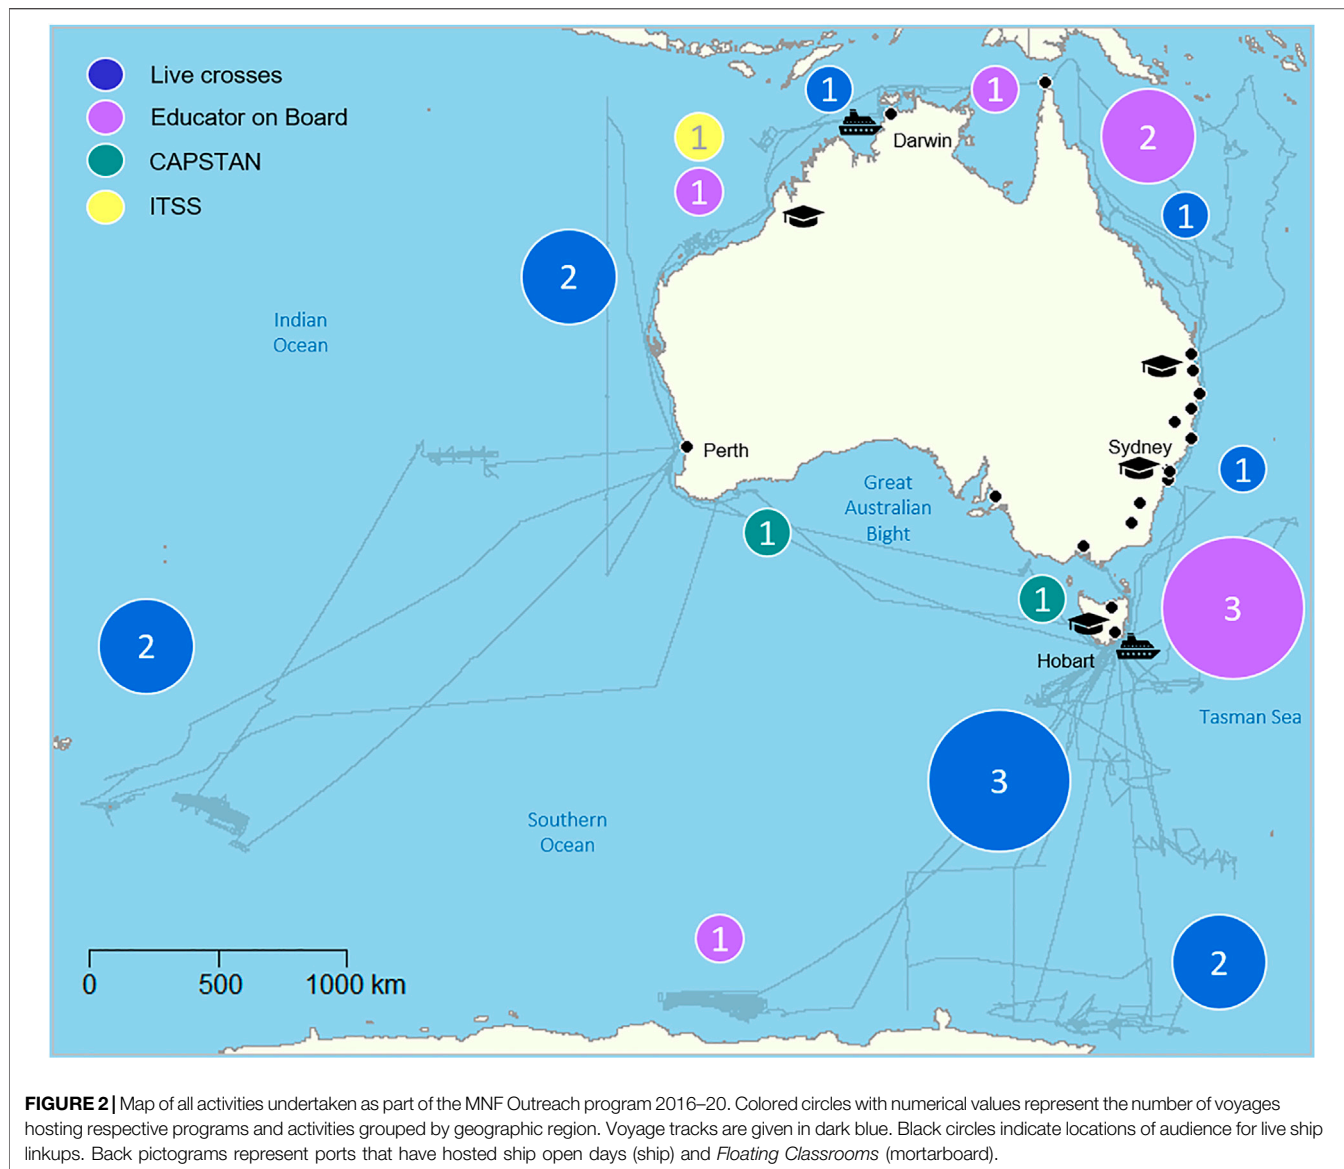 Live crosses
Educator on Board
CAPSTAN
ITSS
1
1
1
1
2
1
Darwin
2
Indian
Ocean
Sydney
Perth
1
Great
Australian
Bight
1
1
3
2
Hobart
Tasman Sea
3
Southern
Ocean
1
2
0 500 1000 km
FIGURE 2 | Map of all activities undertaken as part of the MNF Outreach program 2016–20. Colored circles with numerical values represent the number of voyages
hosting respective programs and activities grouped by geographic region. Voyage tracks are given in dark blue. Black circles indicate locations of audience for live ship
linkups. Back pictograms represent ports that have hosted ship open days (ship) and Floating Classrooms (mortarboard).